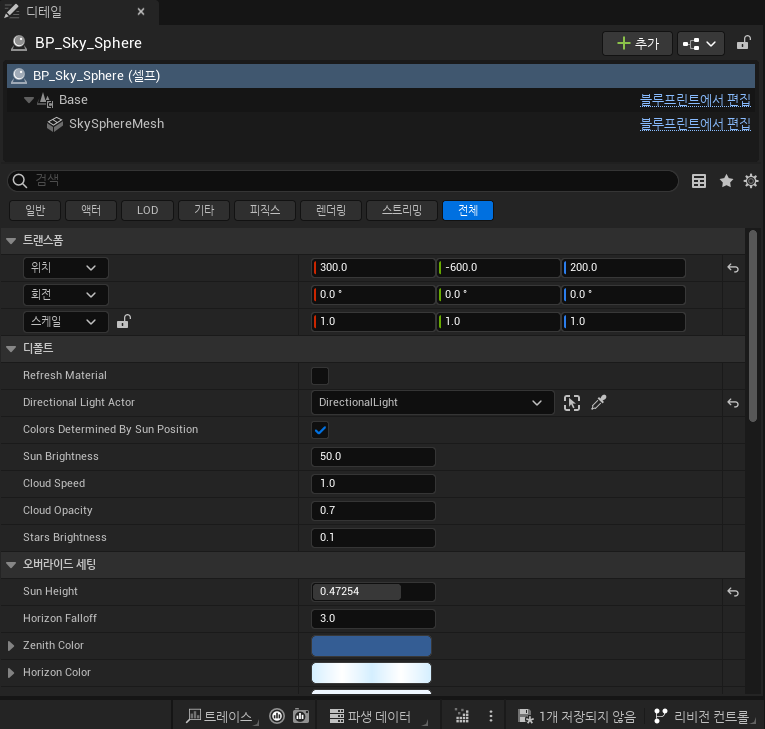 디테일
BP_Sky_Sphere
추가
BP_Sky_Sphere (셀프)
Base 블루프린트에서 편집
SkySphereMesh 블루프린트에서 편집
검색
일반 액터 LOD 기타 피직스 렌더링 스트리밍 전체
트랜스폼
위치 300.0 -600.0 200.0
회전 0.0 ° 0.0 ° 0.0 °
스케일 1.0 1.0 1.0
디폴트
Refresh Material
Directional Light Actor DirectionalLight
Colors Determined By Sun Position
Sun Brightness 50.0
Cloud Speed 1.0
Cloud Opacity 0.7
Stars Brightness 0.1
오버라이드 세팅
Sun Height 0.47254
Horizon Falloff 3.0
Zenith Color
Horizon Color
트레이스 파생 데이터 1개 저장되지 않음 리비전 컨트롤